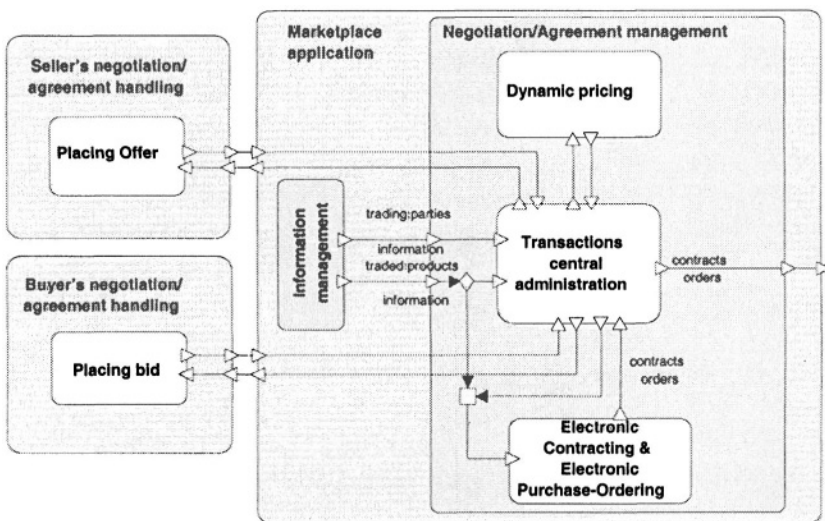 Seller's negotiation/
agreement handling
Placing Offer
Buyer's negotiation/
agreement handling
Placing bid
Marketplace
application
Information
management
trading parties
information
traded products
information
Negotiation/Agreement management
Dynamic pricing
Transactions
central
administration
contracts
orders
contracts
orders
Electronic
Contracting &
Electronic
Purchase-Ordering